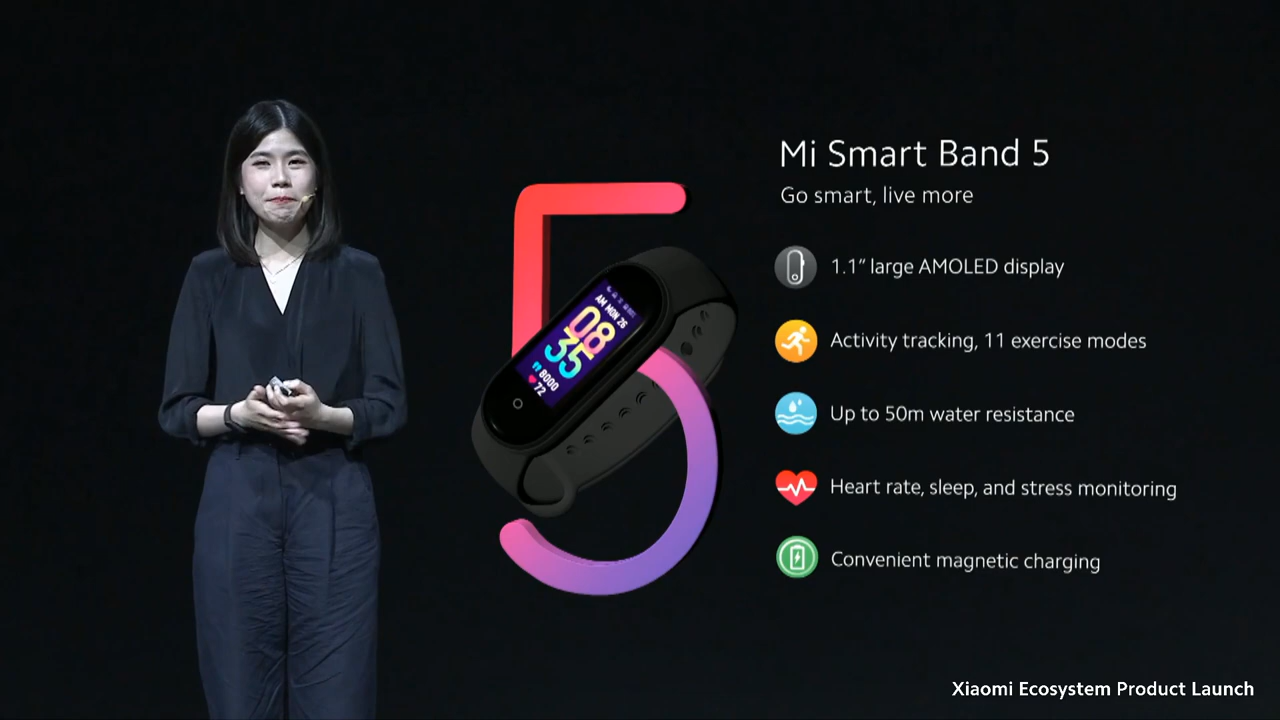 Mi Smart Band 5
Go smart, live more
1.1” large AMOLED display
Activity tracking, 11 exercise modes
Up to 50m water resistance
Heart rate, sleep, and stress monitoring
Convenient magnetic charging
5
AM MON 26
08
35
8000
72
Xiaomi Ecosystem Product Launch